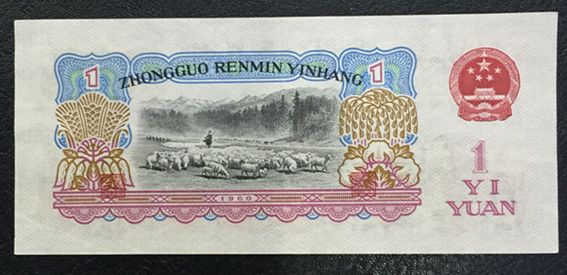 ZHONGGUO RENMIN YINHANG
1
1
1960
1
YI
YUAN